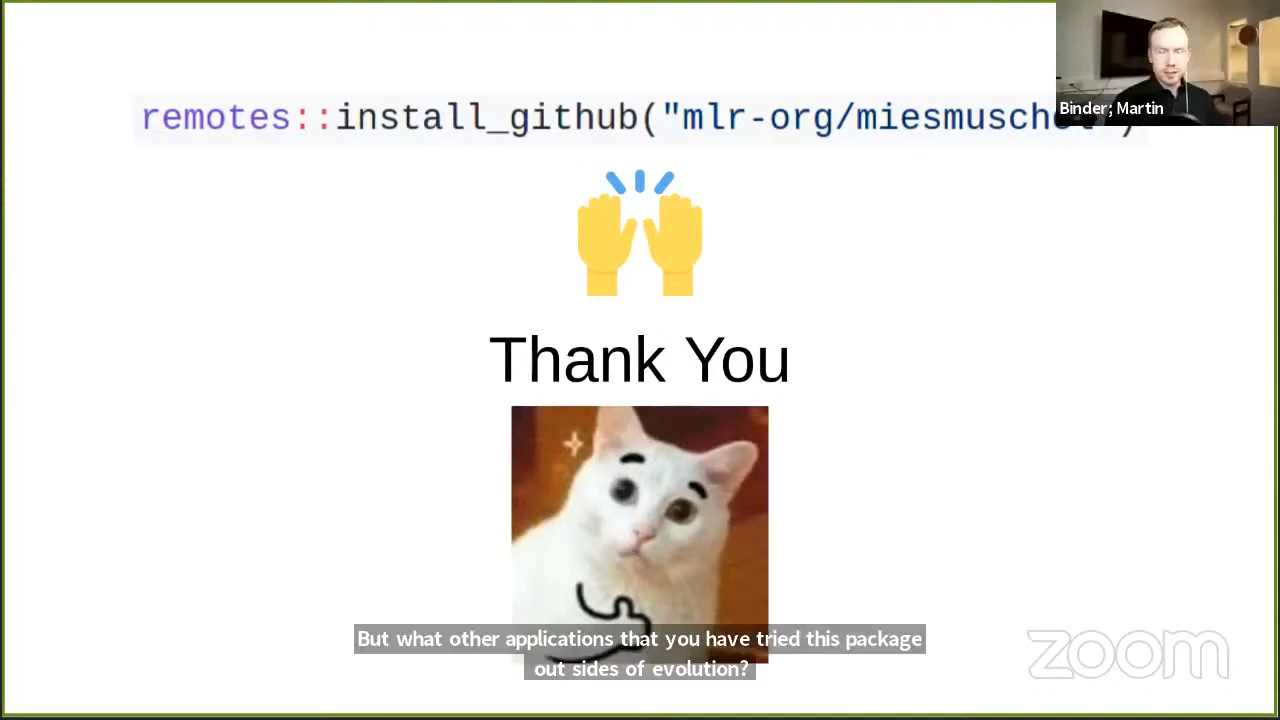 remotes::install_github("mlr-org/miesmuschel")
Binder; Martin
Thank You
But what other applications that you have tried this package
out sides of evolution?
zoom